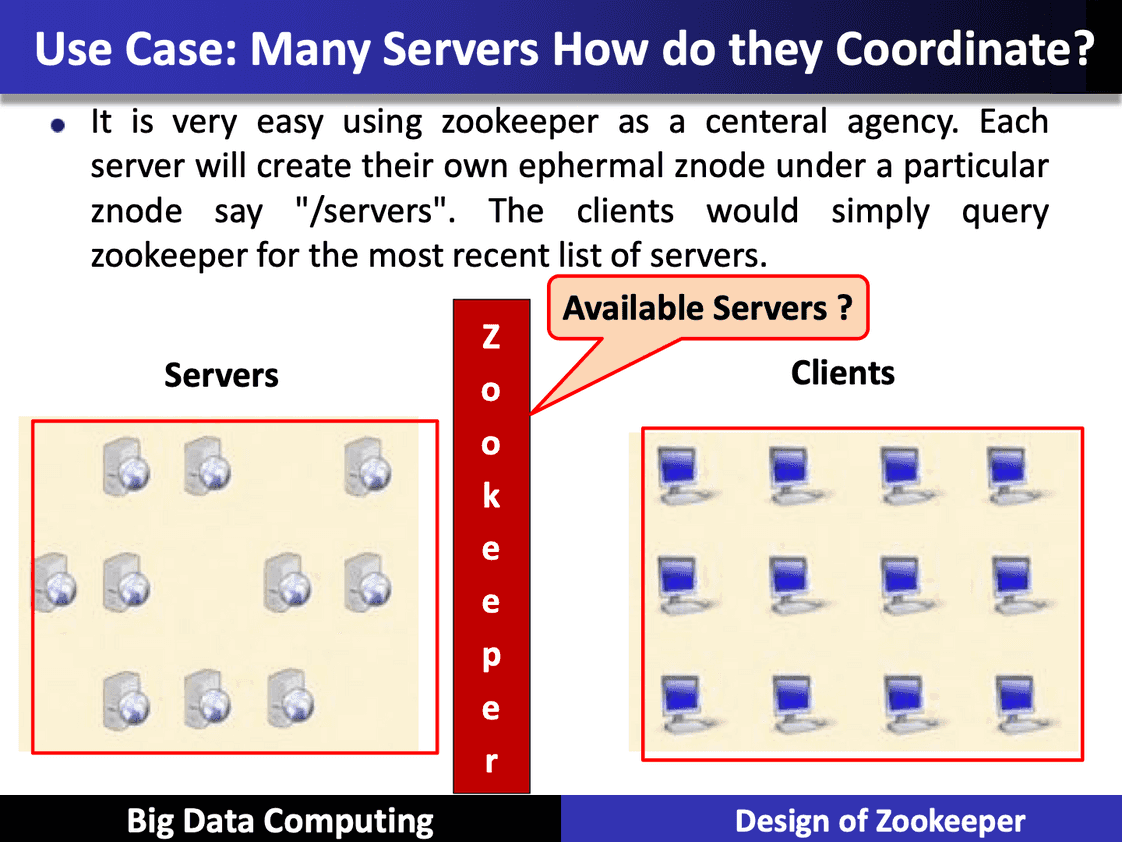 Use Case: Many Servers How do they Coordinate?
• It is very easy using zookeeper as a centeral agency. Each
server will create their own ephermal znode under a particular
znode say "/servers". The clients would simply query
zookeeper for the most recent list of servers.
Available Servers ?
Servers
Zookeeper
Clients
Big Data Computing
Design of Zookeeper